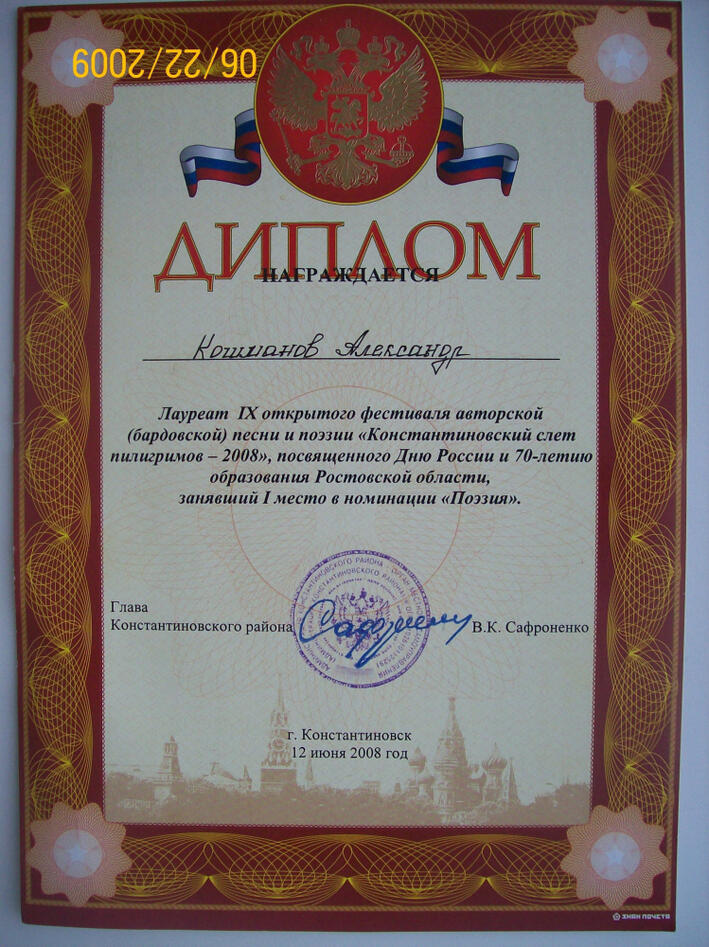 06/22/2009
ДИПЛОМ
НАГРАЖДАЕТСЯ
Кошманов Александр
Лауреат IX открытого фестиваля авторской
(бардовской) песни и поэзии «Константиновский слет
пилигримов – 2008», посвященного Дню России и 70-летию
образования Ростовской области,
занявший I место в номинации «Поэзия».
Глава
Константиновского района
В.К. Сафроненко
г. Константиновск
12 июня 2008 год
ЗНАК ПОЧЕТА